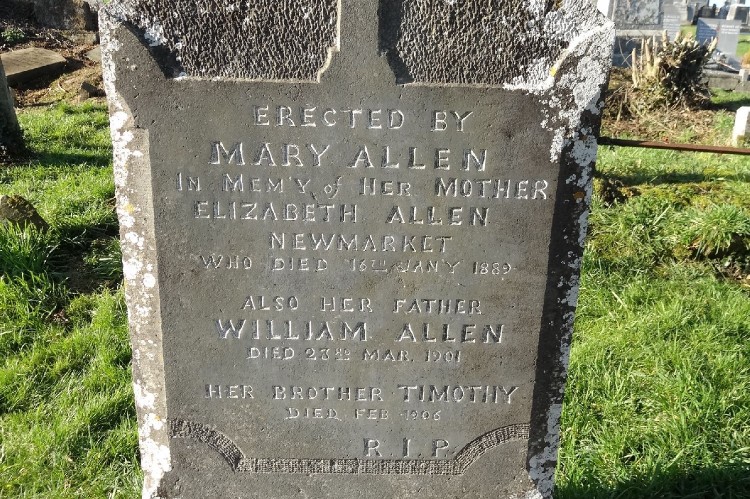 ERECTED BY
MARY ALLEN
IN MEM'Y of HER MOTHER
ELIZABETH ALLEN
NEWMARKET
WHO DIED 16TH JAN'Y 1889
ALSO HER FATHER
WILLIAM ALLEN
DIED 23RD MAR. 1901
HER BROTHER TIMOTHY
DIED FEB 1906
R.I.P.